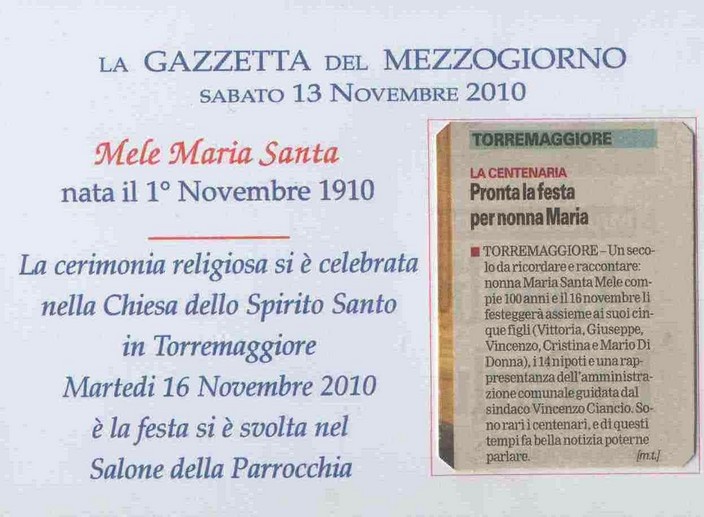 LA GAZZETTA DEL MEZZOGIORNO
SABATO 13 NOVEMBRE 2010
Mele Maria Santa
nata il 1° Novembre 1910
La cerimonia religiosa si è celebrata
nella Chiesa dello Spirito Santo
in Torremaggiore
Martedi 16 Novembre 2010
è la festa si è svolta nel
Salone della Parrocchia
TORREMAGGIORE
LA CENTENARIA
Pronta la festa
per nonna Maria
TORREMAGGIORE – Un seco-
lo da ricordare e raccontare:
nonna Maria Santa Mele com-
pie 100 anni e il 16 novembre li
festeggerà assieme ai suoi cin-
que figli (Vittoria, Giuseppe,
Vincenzo, Cristina e Mario Di
Donna), i 14 nipoti e una rap-
presentanza dell'amministra-
zione comunale guidata dal
sindaco Vincenzo Ciancio. So-
no rari i centenari, e di questi
tempi fa bella notizia poterne
parlare. [m.t.]